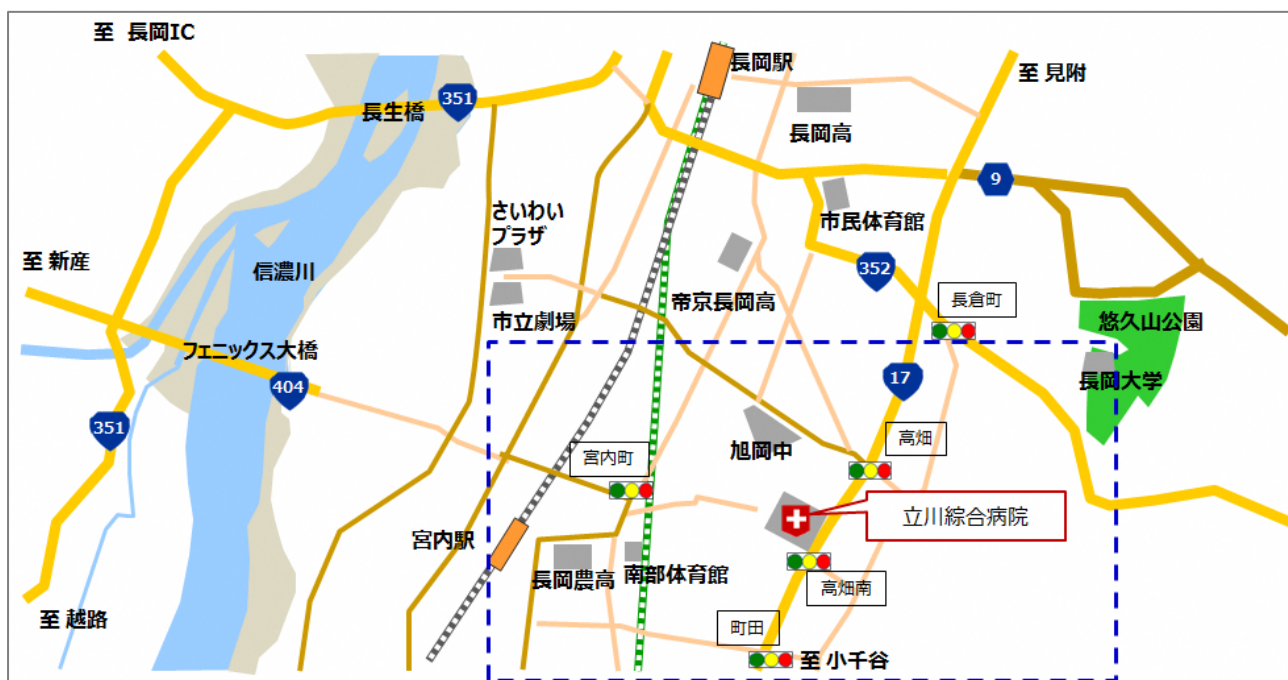 至 長岡IC
長岡駅
至 見附
351
長生橋
長岡高
9
さいわい
プラザ
市民体育館
至 新産
信濃川
352
帝京長岡高
長倉町
市立劇場
悠久山公園
フェニックス大橋
404
17
長岡大学
351
高畑
宮内町
旭岡中
立川綜合病院
宮内駅
長岡農高
南部体育館
高畑南
至 越路
町田
至 小千谷